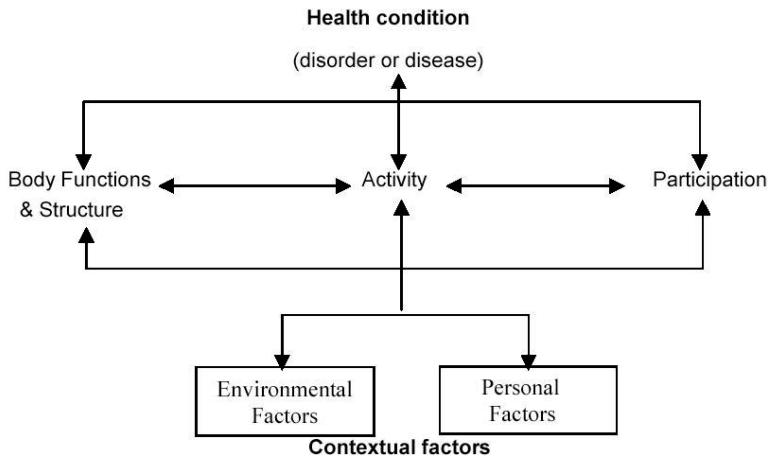 Health condition
(disorder or disease)
Body Functions
& Structure
Activity
Participation
Environmental
Factors
Personal
Factors
Contextual factors